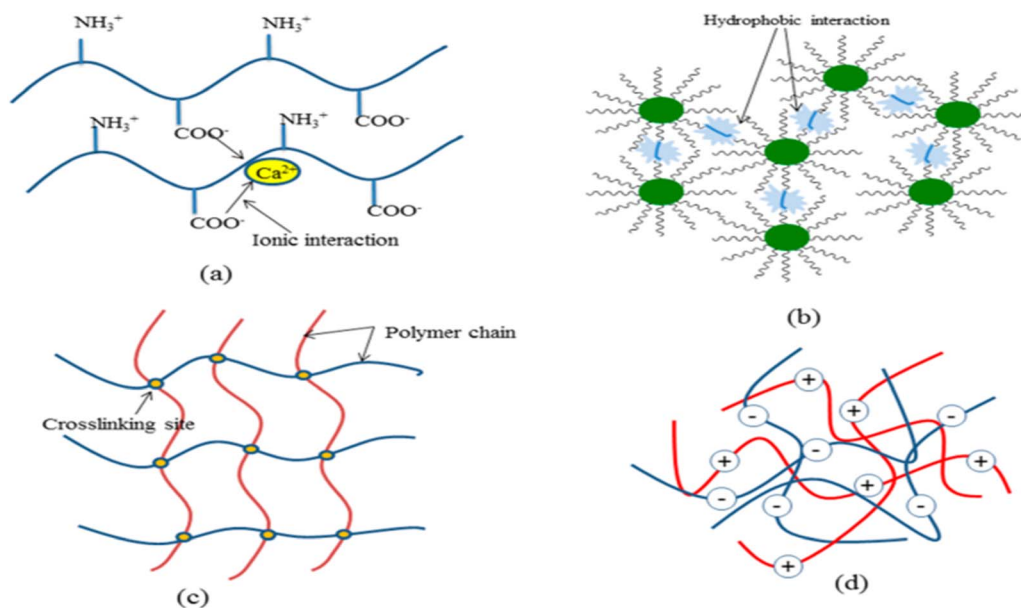 NH₃⁺
NH₃⁺
COO⁻
COO⁻
NH₃⁺
NH₃⁺
Ca²⁺
COO⁻
COO⁻
Ionic interaction
(a)
Hydrophobic interaction
(b)
Polymer chain
Crosslinking site
(c)
+
+
-
-
-
+
+
+
-
-
-
+
(d)